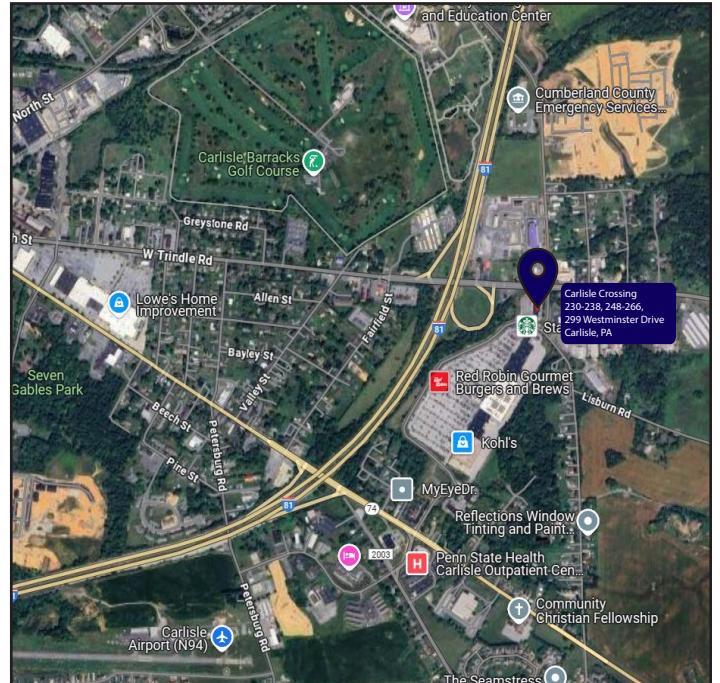 and Education Center
North St
Cumberland County
Emergency Services...
Carlisle Barracks
Golf Course
81
Greystone Rd
h St
W Trindle Rd
Carlisle Crossing
230-238, 248-266,
299 Westminster Drive
Carlisle, PA
Lowe's Home
Improvement
Allen St
Fairfield St
81
Sta
Bayley St
Valley St
Seven
Gables Park
Red Robin Gourmet
Burgers and Brews
Lisburn Rd
Beech St
Petersburg Rd
Kohl's
Pine St
MyEyeDr.
81
74
Reflections Window
Tinting and Paint...
2003
Penn State Health
Carlisle Outpatient Cen...
H
Petersburg Rd
Community
Christian Fellowship
Carlisle
Airport (N94)
The Seamstress